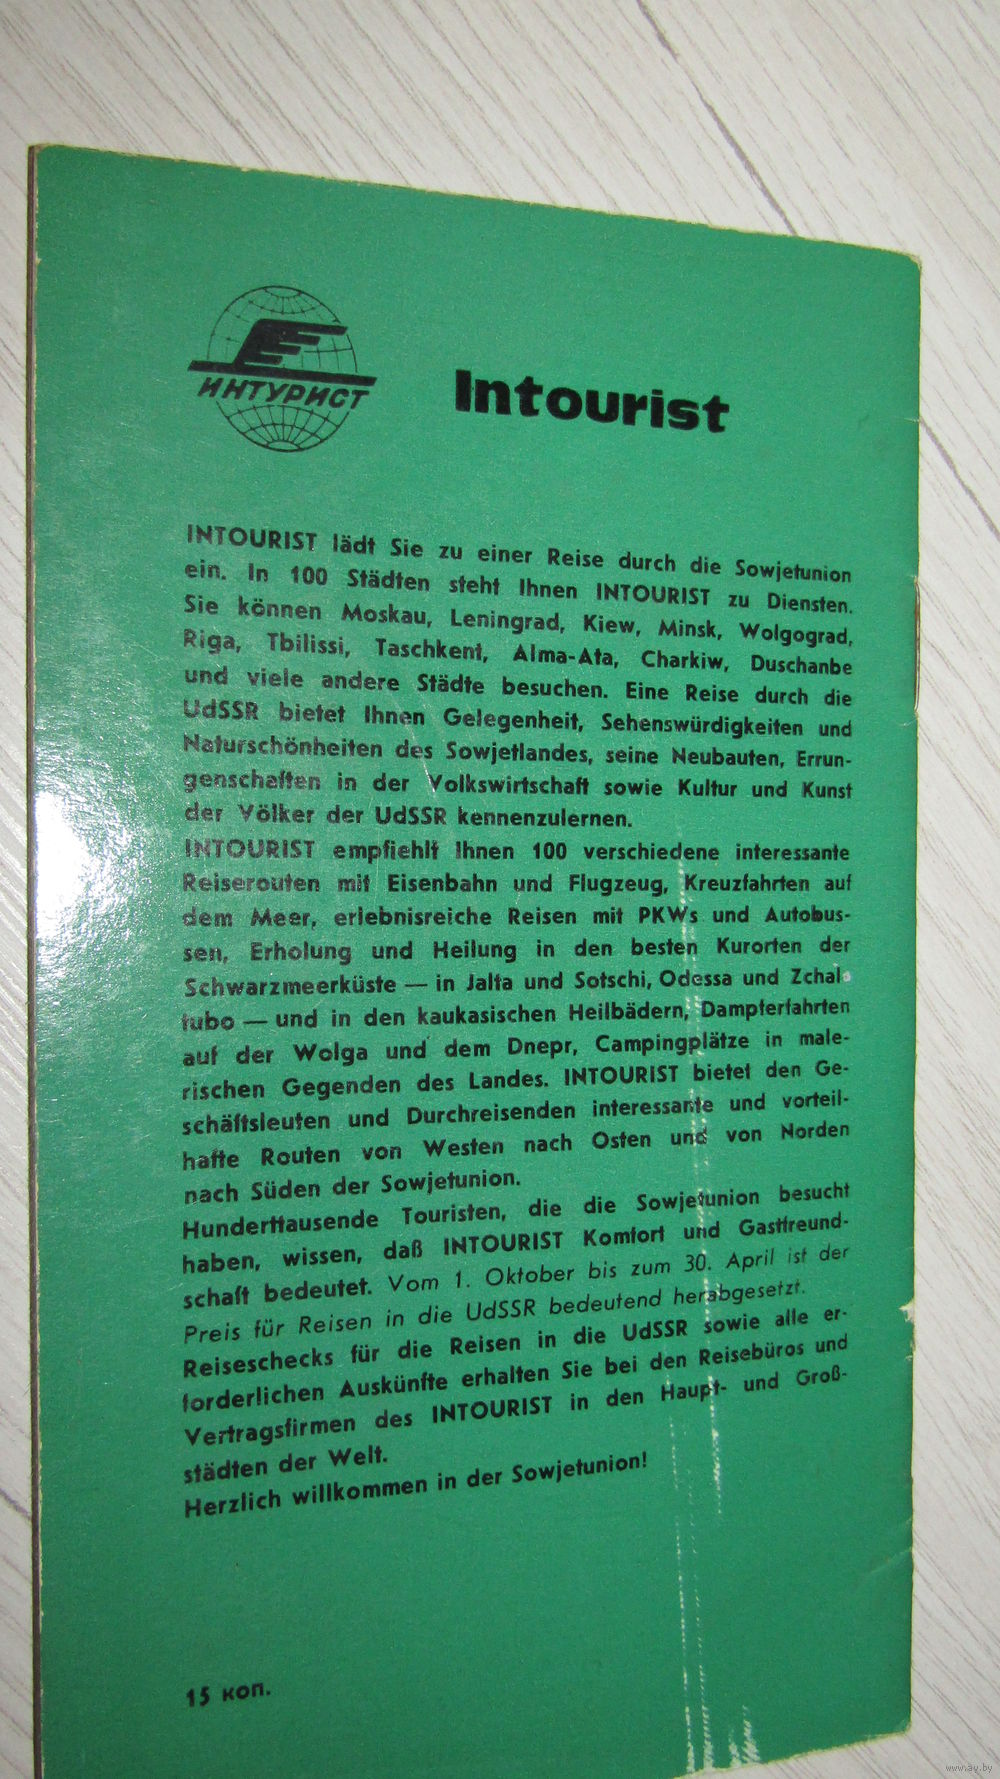 ИНТУРИСТ
Intourist
INTOURIST lädt Sie zu einer Reise durch die Sowjetunion
ein. In 100 Städten steht Ihnen INTOURIST zu Diensten.
Sie können Moskau, Leningrad, Kiew, Minsk, Wolgograd,
Riga, Tbilissi, Taschkent, Alma-Ata, Charkiw, Duschanbe
und viele andere Städte besuchen. Eine Reise durch die
UdSSR bietet Ihnen Gelegenheit, Sehenswürdigkeiten und
Naturschönheiten des Sowjetlandes, seine Neubauten, Errun-
genschaften in der Volkswirtschaft sowie Kultur und Kunst
der Völker der UdSSR kennenzulernen.
INTOURIST empfiehlt Ihnen 100 verschiedene interessante
Reiserouten mit Eisenbahn und Flugzeug, Kreuzfahrten auf
dem Meer, erlebnisreiche Reisen mit PKWs und Autobus-
sen, Erholung und Heilung in den besten Kurorten der
Schwarzmeerküste — in Jalta und Sotschi, Odessa und Zchal-
tubo — und in den kaukasischen Heilbädern, Dampferfahrten
auf der Wolga und dem Dnepr, Campingplätze in male-
rischen Gegenden des Landes. INTOURIST bietet den Ge-
schäftsleuten und Durchreisenden interessante und vorteil-
hafte Routen von Westen nach Osten und von Norden
nach Süden der Sowjetunion.
Hunderttausende Touristen, die die Sowjetunion besucht
haben, wissen, daß INTOURIST Komfort und Gastfreund-
schaft bedeutet. Vom 1. Oktober bis zum 30. April ist der
Preis für Reisen in die UdSSR bedeutend herabgesetzt.
Reiseschecks für die Reisen in die UdSSR sowie alle er-
forderlichen Auskünfte erhalten Sie bei den Reisebüros und
Vertragsfirmen des INTOURIST in den Haupt- und Groß-
städten der Welt.
Herzlich willkommen in der Sowjetunion!
15 коп.
www.ay.by